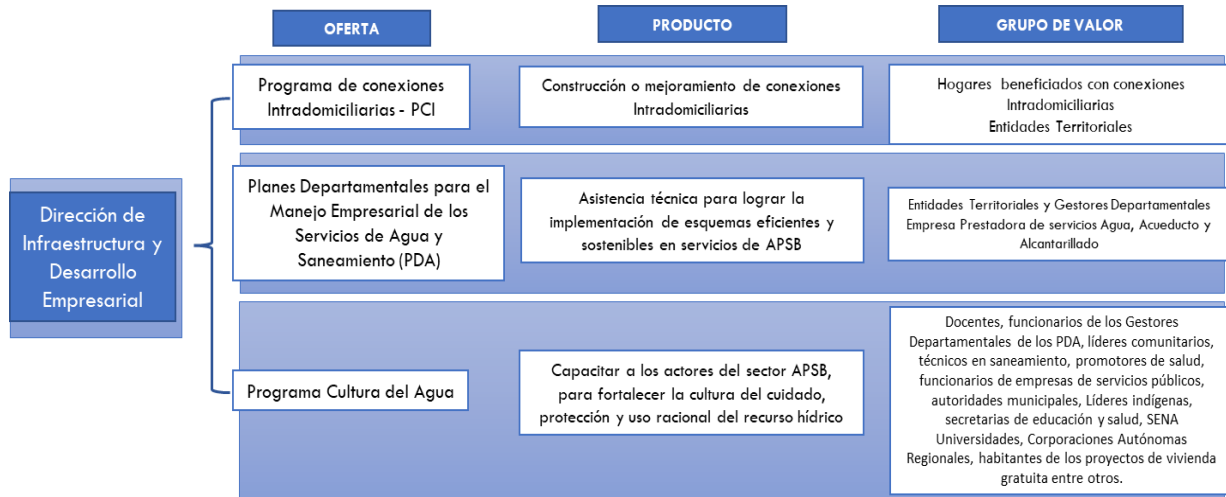 OFERTA
PRODUCTO
GRUPO DE VALOR
Dirección de
Infraestructura y
Desarrollo
Empresarial
Programa de conexiones
Intradomiciliarias - PCI
Construcción o mejoramiento de conexiones
Intradomiciliarias
Hogares beneficiados con conexiones
Intradomiciliarias
Entidades Territoriales
Planes Departamentales para el
Manejo Empresarial de los
Servicios de Agua y
Saneamiento (PDA)
Asistencia técnica para lograr la
implementación de esquemas eficientes y
sostenibles en servicios de APSB
Entidades Territoriales y Gestores Departamentales
Empresa Prestadora de servicios Agua, Acueducto y
Alcantarillado
Programa Cultura del Agua
Capacitar a los actores del sector APSB,
para fortalecer la cultura del cuidado,
protección y uso racional del recurso hídrico
Docentes, funcionarios de los Gestores
Departamentales de los PDA, líderes comunitarios,
técnicos en saneamiento, promotores de salud,
funcionarios de empresas de servicios públicos,
autoridades municipales, Líderes indígenas,
secretarias de educación y salud, SENA
Universidades, Corporaciones Autónomas
Regionales, habitantes de los proyectos de vivienda
gratuita entre otros.